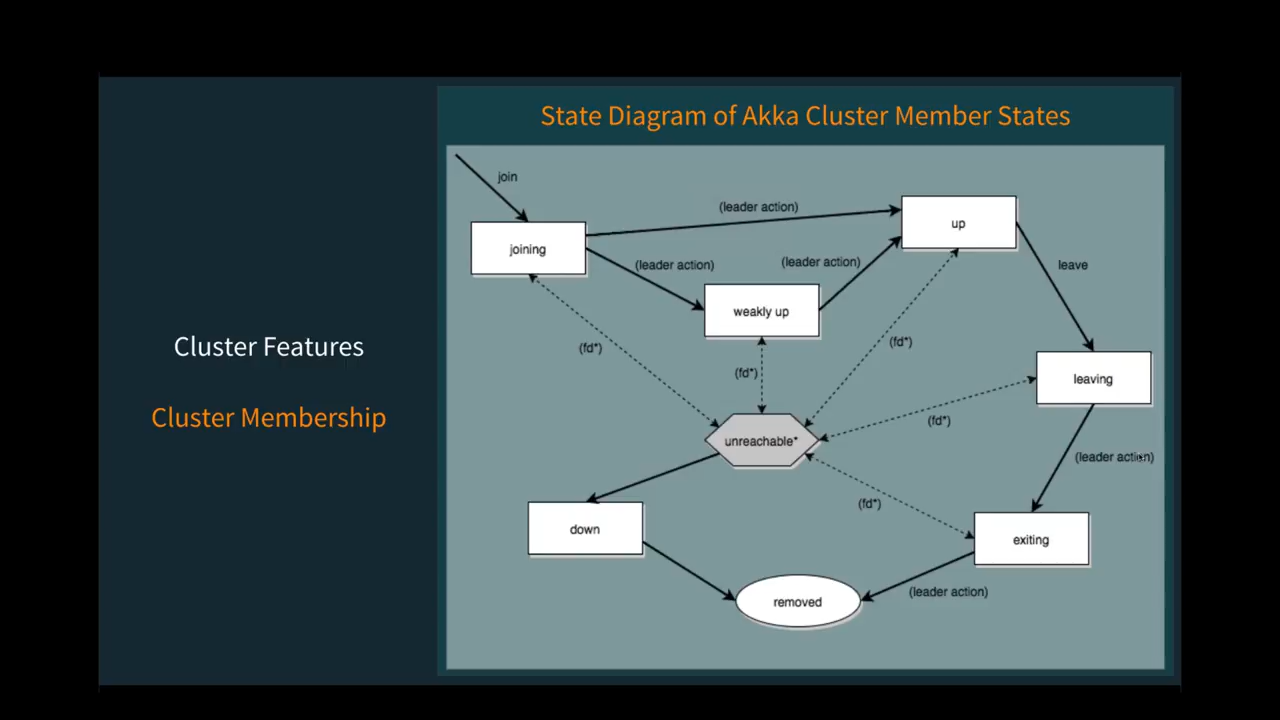 State Diagram of Akka Cluster Member States
Cluster Features
Cluster Membership
join
joining
(leader action)
(leader action)
(leader action)
up
weakly up
leave
(fd*)
(fd*)
(fd*)
leaving
(fd*)
unreachable*
(leader action)
(fd*)
down
exiting
(leader action)
removed